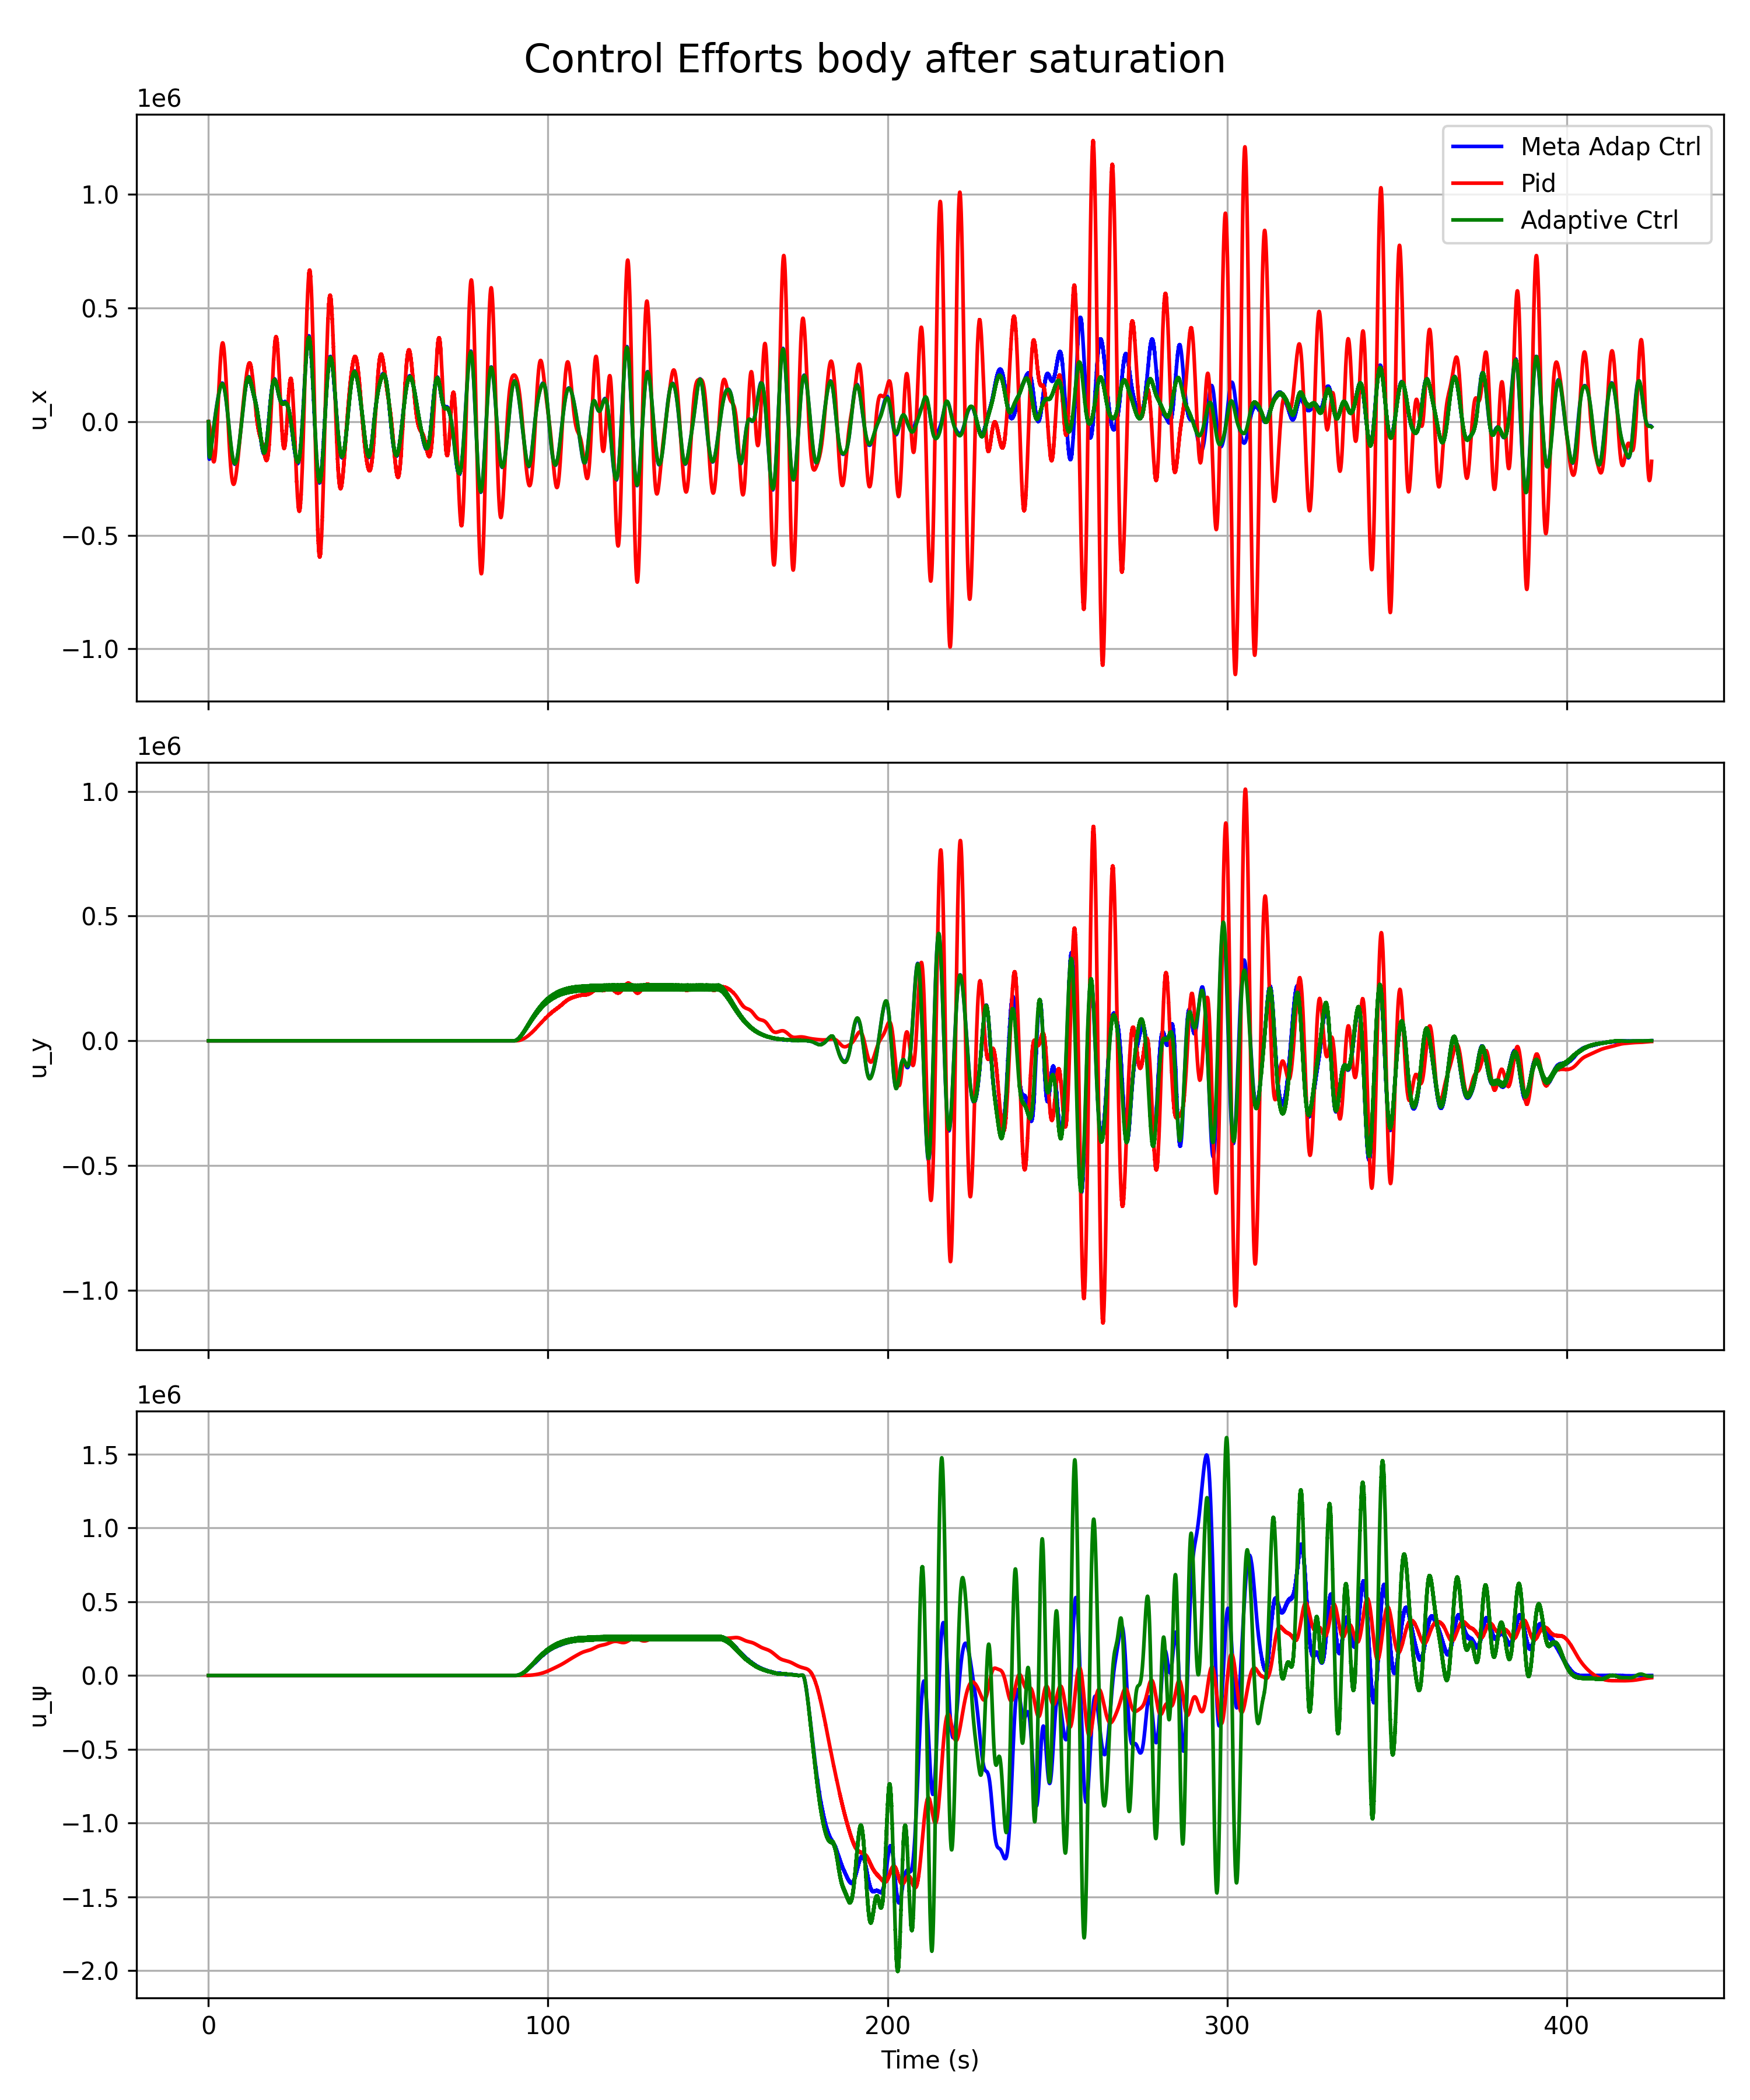 Control Efforts body after saturation
1e6
Meta Adap Ctrl
Pid
Adaptive Ctrl
1.0
0.5
0.0
−0.5
−1.0
u_x
1e6
1.0
0.5
0.0
−0.5
−1.0
u_y
1e6
1.5
1.0
0.5
0.0
−0.5
−1.0
−1.5
−2.0
u_ψ
0 100 200 300 400
Time (s)